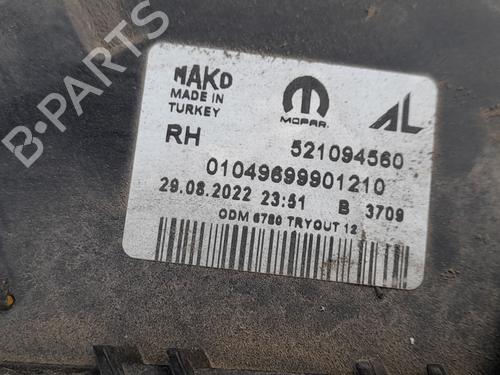 B-PARTS
MAKO
MADE IN
TURKEY
MOPAR
AL
RH
521094560
01049699901210
29.08.2022 23:51 B 3709
ODM 6780 TRYOUT 12